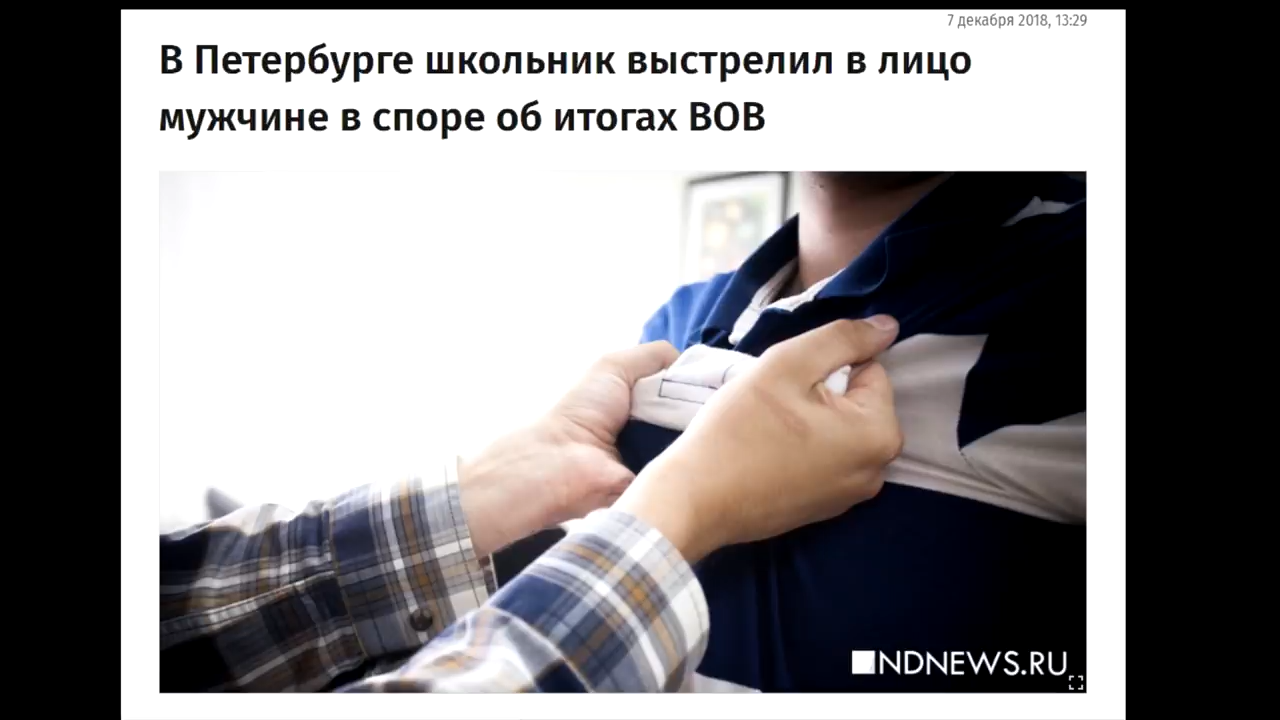 7 декабря 2018, 13:29
В Петербурге школьник выстрелил в лицо
мужчине в споре об итогах ВОВ
NDNEWS.RU